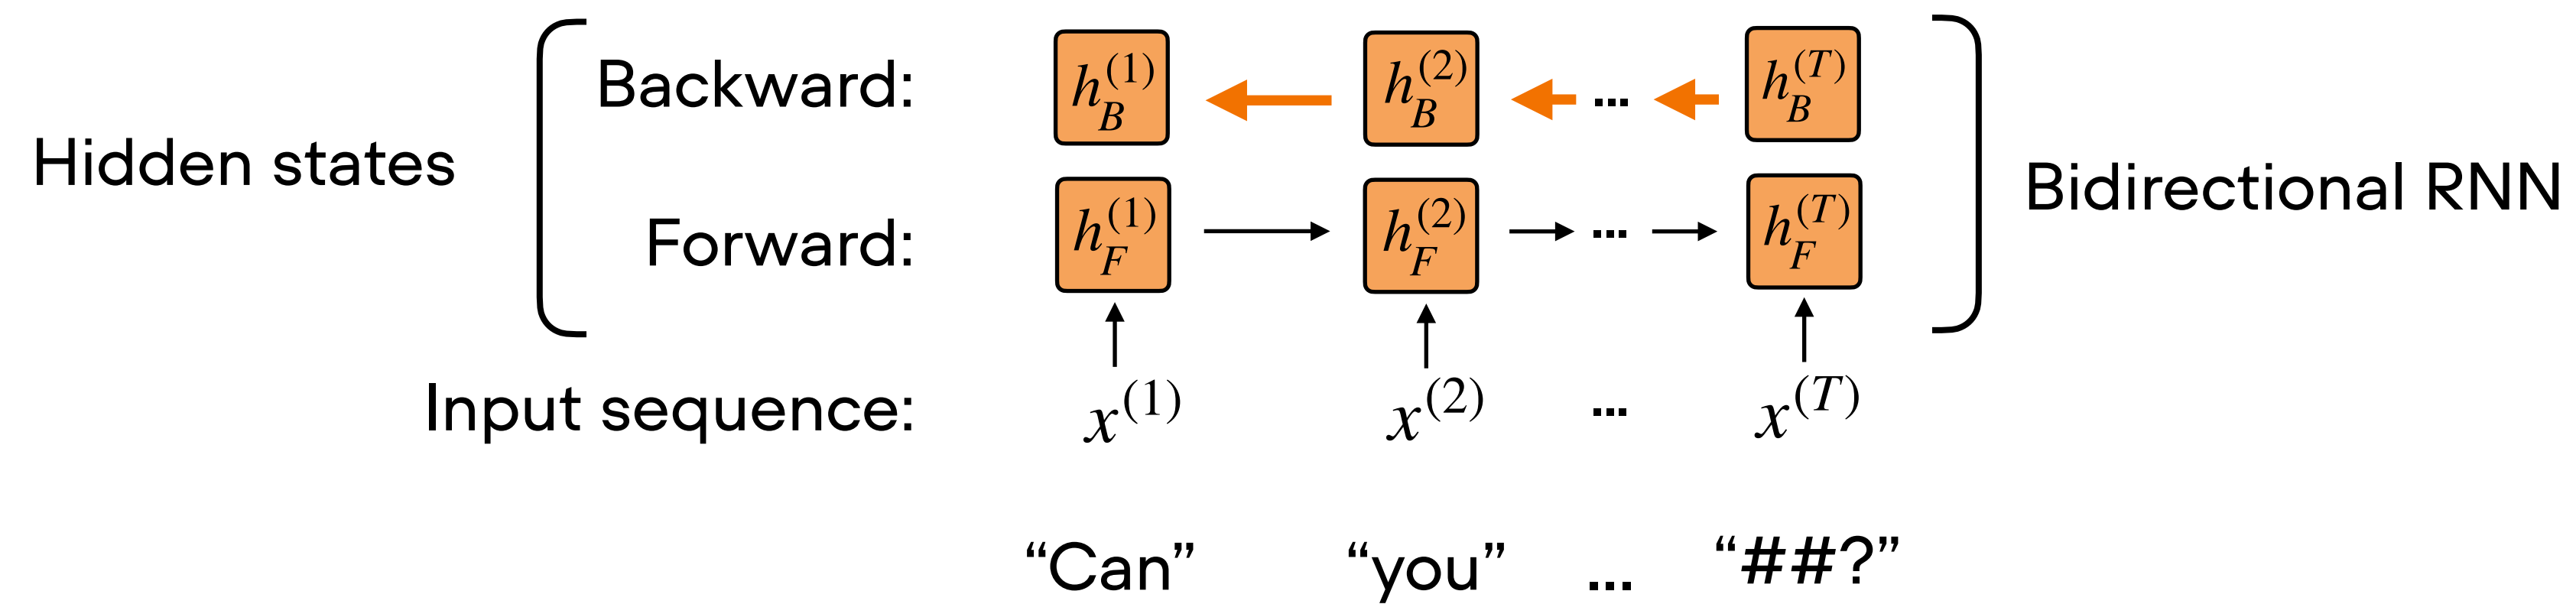 Hidden states
Backward: h_B^{(1)} h_B^{(2)} ... h_B^{(T)}
Forward: h_F^{(1)} h_F^{(2)} ... h_F^{(T)}
Bidirectional RNN
Input sequence: x^{(1)} x^{(2)} ... x^{(T)}
“Can” “you” ... “##?”